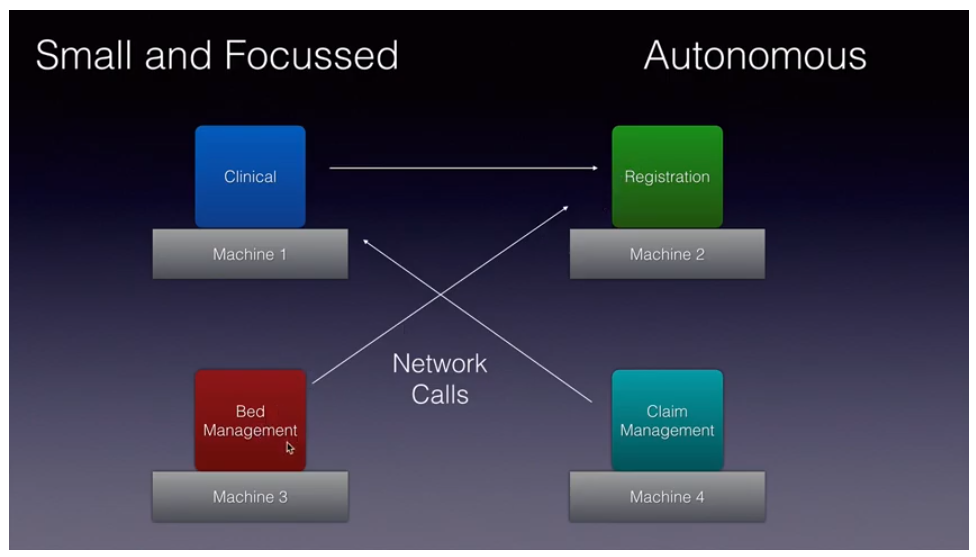 Small and Focussed
Autonomous
Clinical
Registration
Machine 1
Machine 2
Network
Calls
Bed
Management
Claim
Management
Machine 3
Machine 4